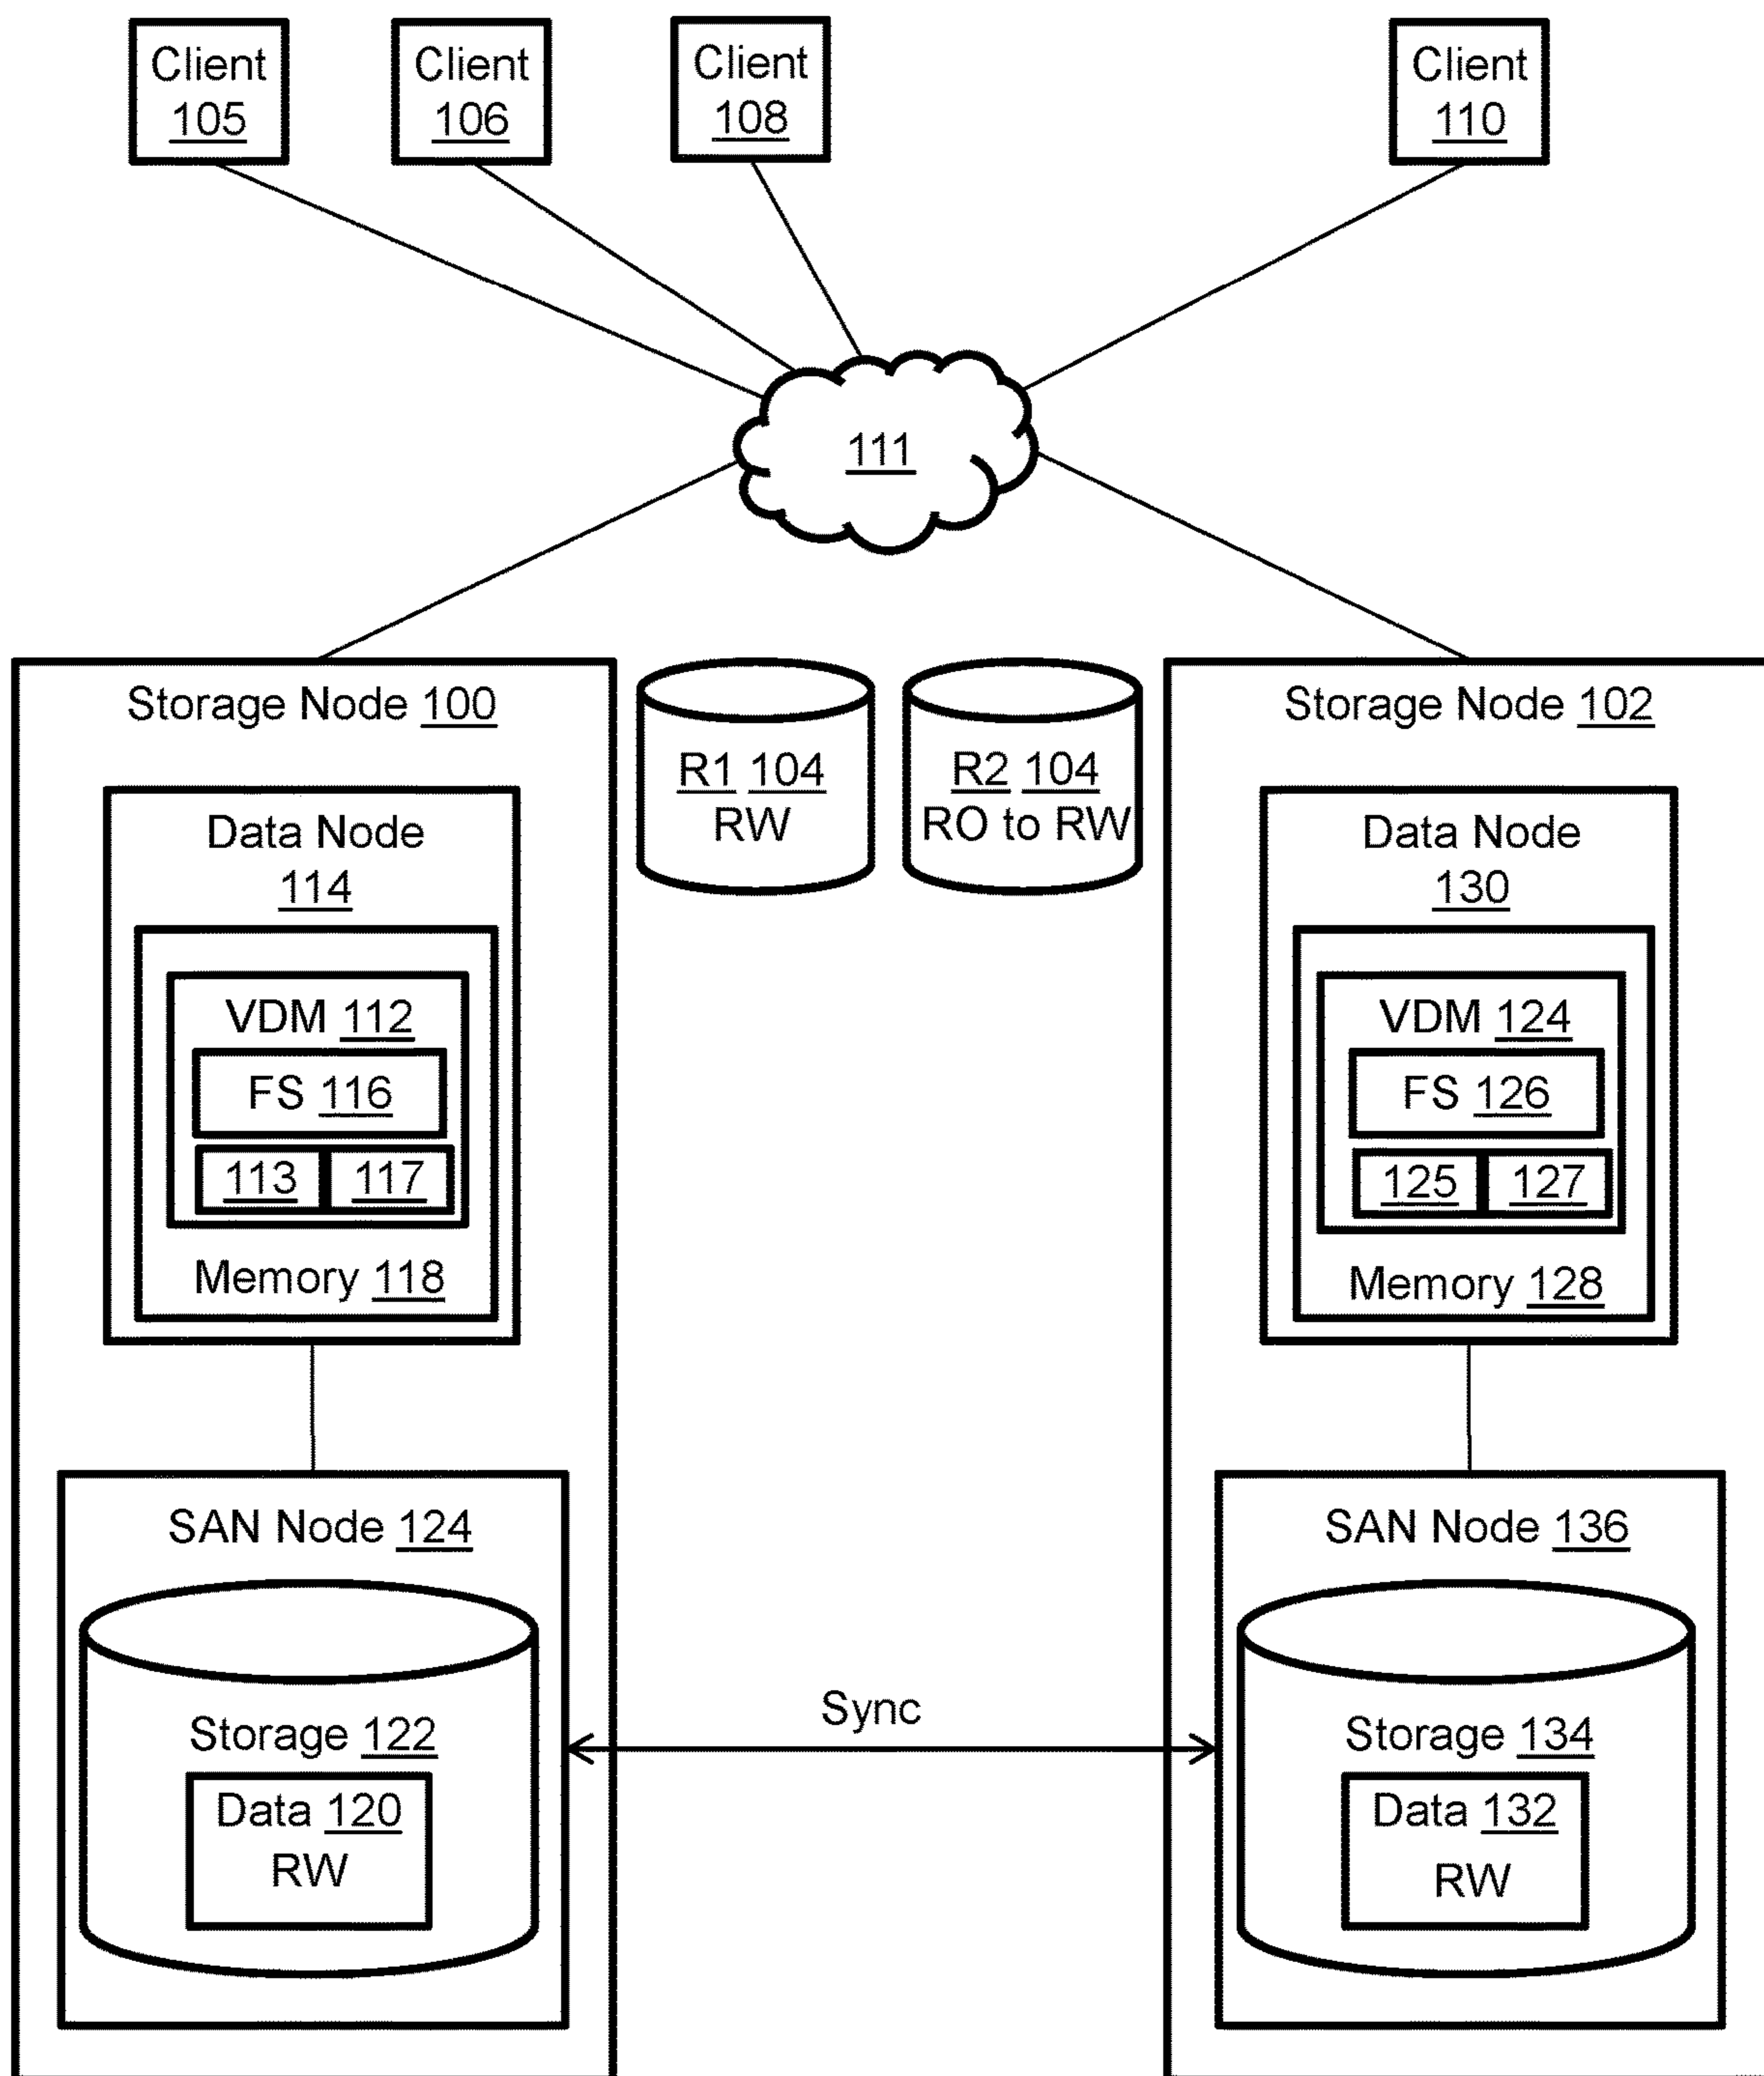 Client
105
Client
106
Client
108
Client
110
111
Storage Node 100
R1 104
RW
R2 104
RO to RW
Storage Node 102
Data Node
114
VDM 112
FS 116
113 117
Memory 118
Data Node
130
VDM 124
FS 126
125 127
Memory 128
SAN Node 124
Storage 122
Data 120
RW
Sync
SAN Node 136
Storage 134
Data 132
RW